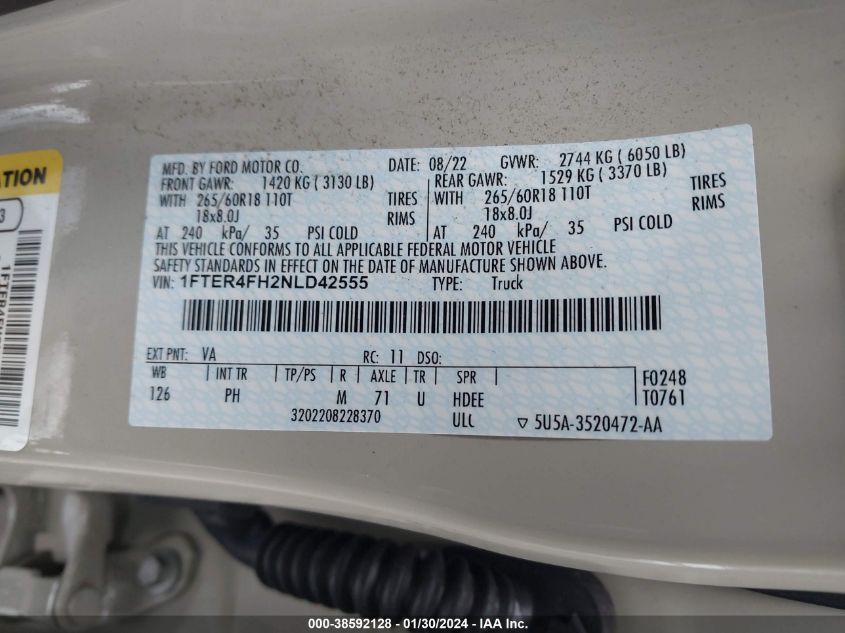 MFD. BY FORD MOTOR CO. DATE: 08/22 GVWR: 2744 KG ( 6050 LB)
FRONT GAWR: 1420 KG ( 3130 LB) REAR GAWR: 1529 KG ( 3370 LB)
WITH 265/60R18 110T TIRES WITH 265/60R18 110T TIRES
18x8.0J RIMS 18x8.0J RIMS
AT 240 kPa/ 35 PSI COLD AT 240 kPa/ 35 PSI COLD
THIS VEHICLE CONFORMS TO ALL APPLICABLE FEDERAL MOTOR VEHICLE
SAFETY STANDARDS IN EFFECT ON THE DATE OF MANUFACTURE SHOWN ABOVE.
VIN: 1FTER4FH2NLD42555 TYPE: Truck
EXT PNT: VA RC: 11 DSO:
WB INT TR TP/PS R AXLE TR SPR F0248
126 PH M 71 U HDEE T0761
3202208228370 ULC ▽ 5U5A-3520472-AA
000-38592128 - 01/30/2024 - IAA Inc.